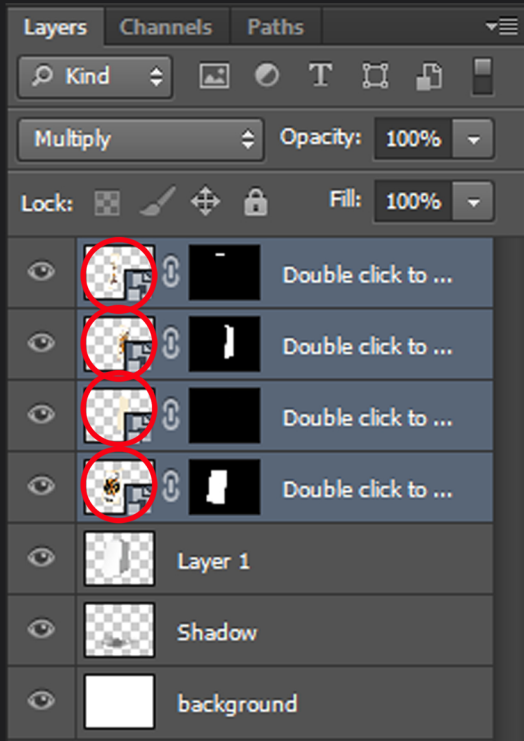 Layers Channels Paths
Kind T
Multiply Opacity: 100%
Lock: Fill: 100%
Double click to ...
Double click to ...
Double click to ...
Double click to ...
Layer 1
Shadow
background